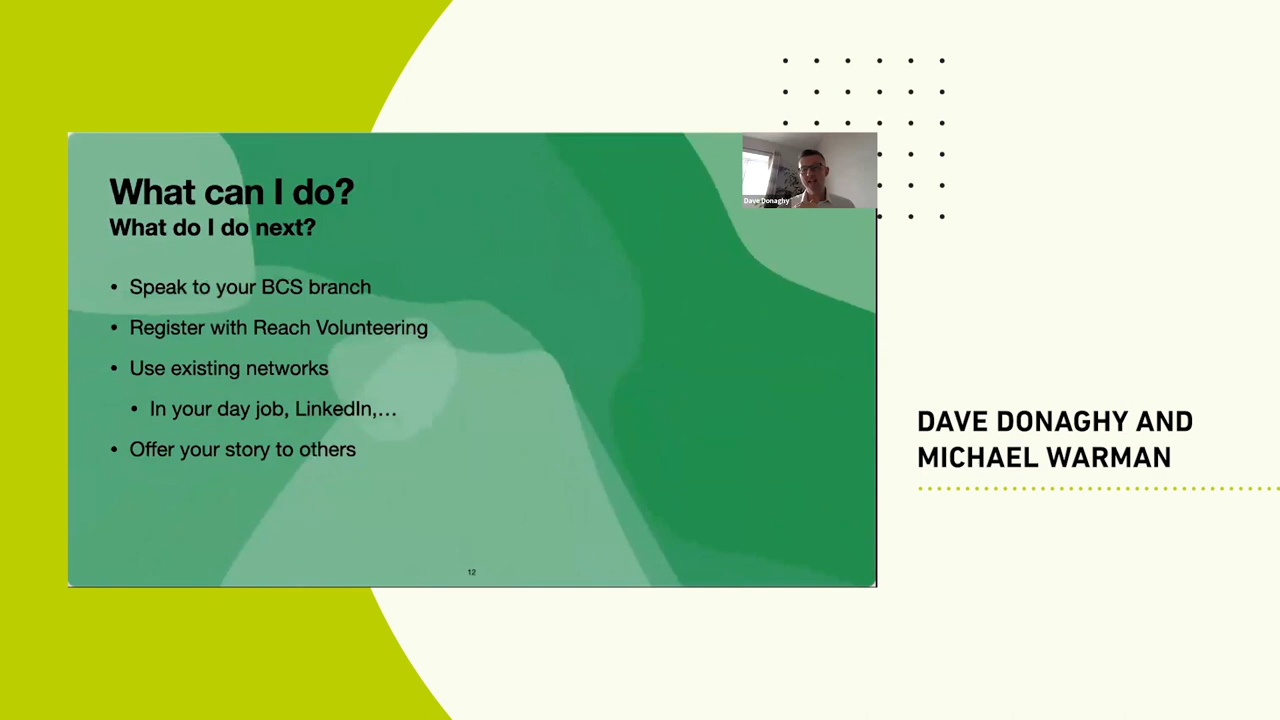 What can I do?
What do I do next?
• Speak to your BCS branch
• Register with Reach Volunteering
• Use existing networks
• In your day job, LinkedIn,…
• Offer your story to others
12
Dave Donaghy
DAVE DONAGHY AND
MICHAEL WARMAN